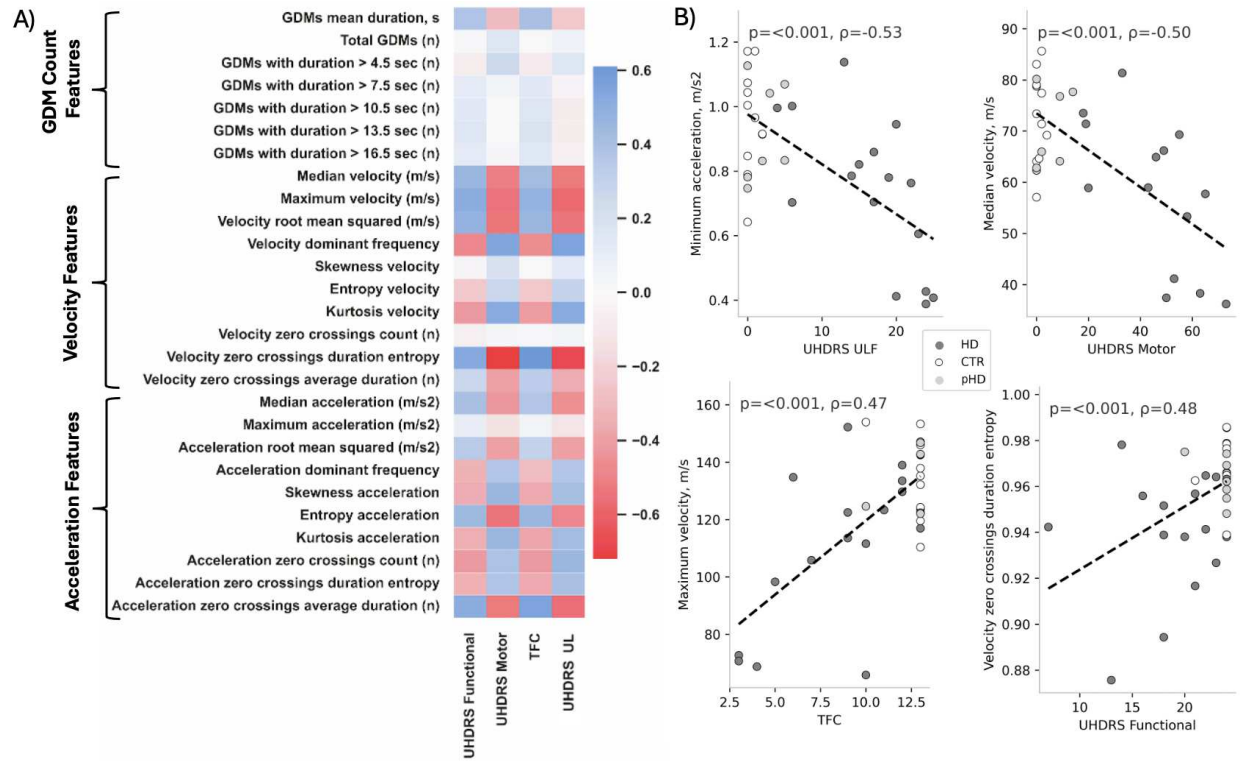 A)
GDM Count
Features
Velocity Features
Acceleration Features
GDMs mean duration, s
Total GDMs (n)
GDMs with duration > 4.5 sec (n)
GDMs with duration > 7.5 sec (n)
GDMs with duration > 10.5 sec (n)
GDMs with duration > 13.5 sec (n)
GDMs with duration > 16.5 sec (n)
Median velocity (m/s)
Maximum velocity (m/s)
Velocity root mean squared (m/s)
Velocity dominant frequency
Skewness velocity
Entropy velocity
Kurtosis velocity
Velocity zero crossings count (n)
Velocity zero crossings duration entropy
Velocity zero crossings average duration (n)
Median acceleration (m/s2)
Maximum acceleration (m/s2)
Acceleration root mean squared (m/s2)
Acceleration dominant frequency
Skewness acceleration
Entropy acceleration
Kurtosis acceleration
Acceleration zero crossings count (n)
Acceleration zero crossings duration entropy
Acceleration zero crossings average duration (n)
UHDRS Functional
UHDRS Motor
TFC
UHDRS UL
0.6
0.4
0.2
0.0
−0.2
−0.4
−0.6
B)
p=<0.001, ρ=-0.53
Minimum acceleration, m/s2
1.2
1.0
0.8
0.6
0.4
0
10
20
UHDRS ULF
p=<0.001, ρ=-0.50
Median velocity, m/s
90
80
70
60
50
40
0
20
40
60
UHDRS Motor
HD
CTR
pHD
p=<0.001, ρ=0.47
Maximum velocity, m/s
160
140
120
100
80
2.5
5.0
7.5
10.0
12.5
TFC
p=<0.001, ρ=0.48
Velocity zero crossings duration entropy
1.00
0.98
0.96
0.94
0.92
0.90
0.88
10
15
20
UHDRS Functional